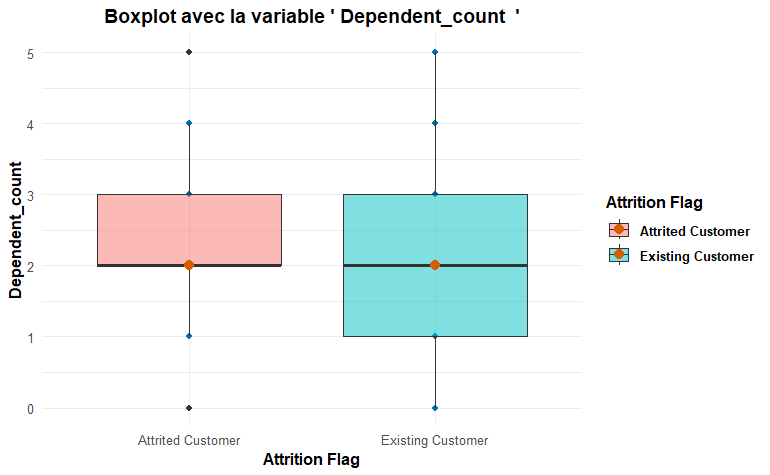 Boxplot avec la variable ' Dependent_count  '
Dependent_count
5
4
3
2
1
0
Attrited Customer
Existing Customer
Attrition Flag
Attrition Flag
Attrited Customer
Existing Customer